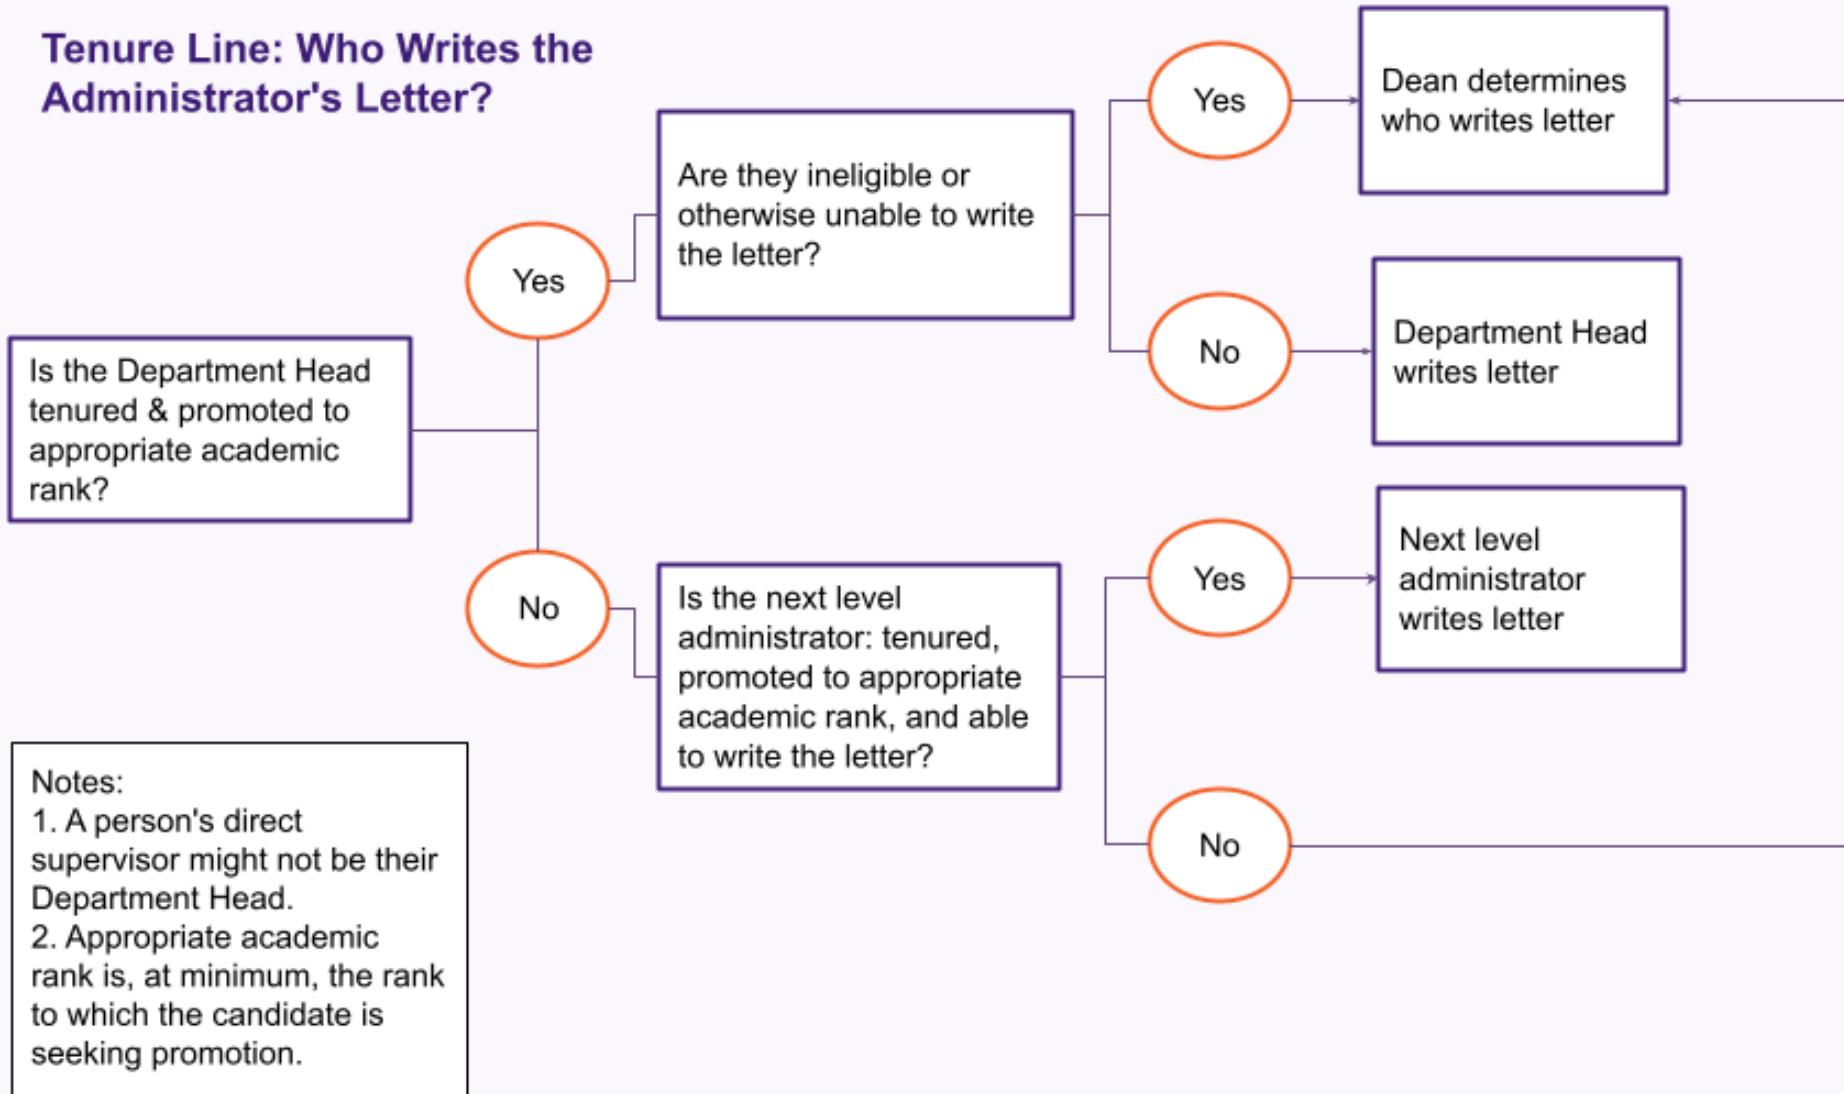 Tenure Line: Who Writes the
Administrator's Letter?
Is the Department Head
tenured & promoted to
appropriate academic
rank?
Yes
Are they ineligible or
otherwise unable to write
the letter?
Yes
Dean determines
who writes letter
No
Department Head
writes letter
No
Is the next level
administrator: tenured,
promoted to appropriate
academic rank, and able
to write the letter?
Yes
Next level
administrator
writes letter
No
Notes:
1. A person's direct
supervisor might not be their
Department Head.
2. Appropriate academic
rank is, at minimum, the rank
to which the candidate is
seeking promotion.